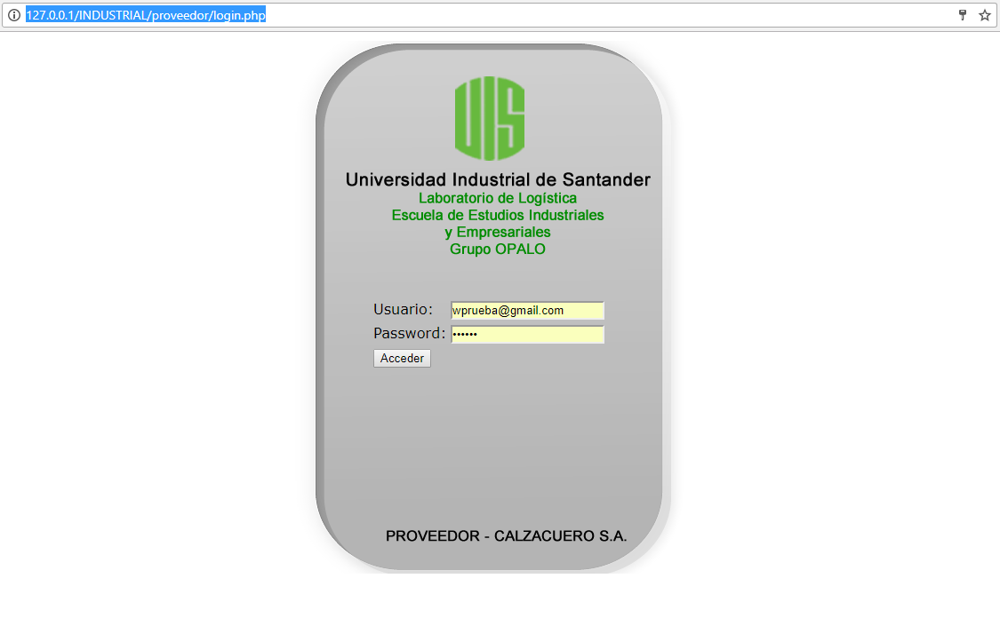 127.0.0.1/INDUSTRIAL/proveedor/login.php
UIS
Universidad Industrial de Santander
Laboratorio de Logística
Escuela de Estudios Industriales
y Empresariales
Grupo OPALO
Usuario: wprueba@gmail.com
Password: ••••••
Acceder
PROVEEDOR - CALZACUERO S.A.